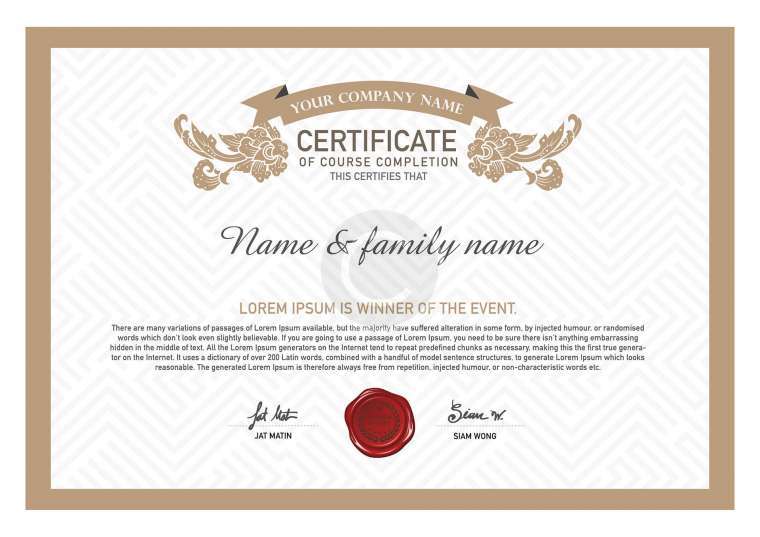 YOUR COMPANY NAME
CERTIFICATE
OF COURSE COMPLETION
THIS CERTIFIES THAT
Name & family name
LOREM IPSUM IS WINNER OF THE EVENT.
There are many variations of passages of Lorem Ipsum available, but the majority have suffered alteration in some form, by injected humour, or randomised
words which don't look even slightly believable. If you are going to use a passage of Lorem Ipsum, you need to be sure there isn't anything embarrassing
hidden in the middle of text. All the Lorem Ipsum generators on the Internet tend to repeat predefined chunks as necessary, making this the first true genera-
tor on the Internet. It uses a dictionary of over 200 Latin words, combined with a handful of model sentence structures, to generate Lorem Ipsum which looks
reasonable. The generated Lorem Ipsum is therefore always free from repetition, injected humour, or non-characteristic words etc.
Jat Mat
Siam W.
JAT MATIN
SIAM WONG